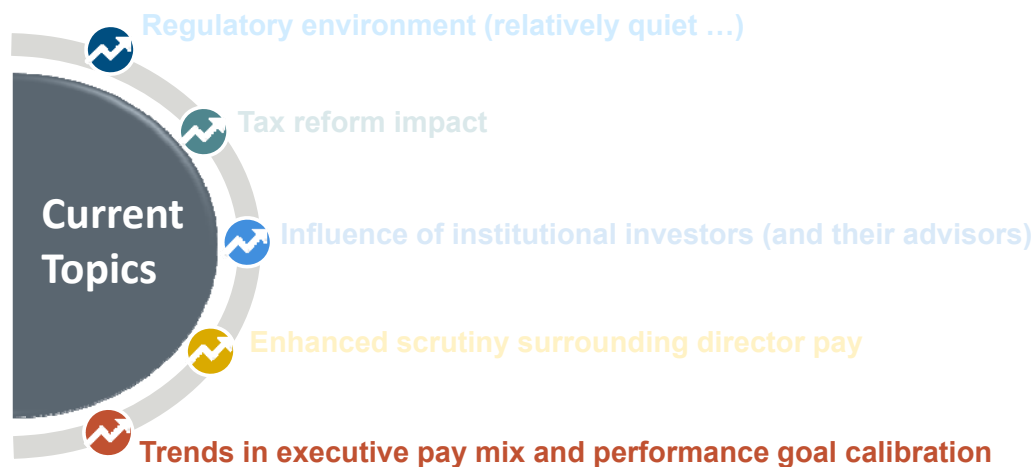 Regulatory environment (relatively quiet …)
Tax reform impact
Current
Topics
Influence of institutional investors (and their advisors)
Enhanced scrutiny surrounding director pay
Trends in executive pay mix and performance goal calibration